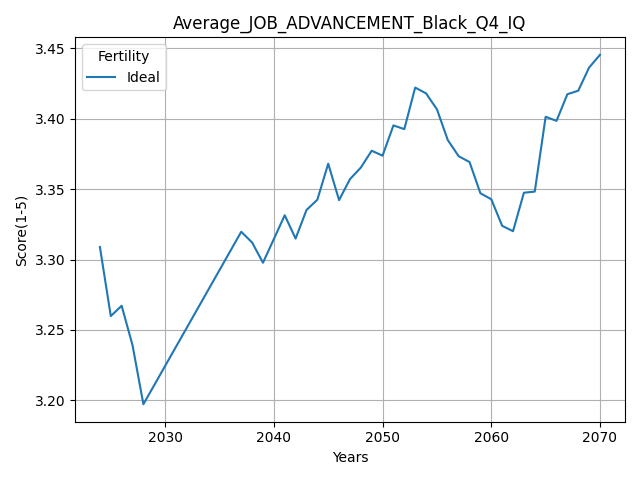 Average_JOB_ADVANCEMENT_Black_Q4_IQ
Fertility
Ideal
Score(1-5)
3.45
3.40
3.35
3.30
3.25
3.20
2030 2040 2050 2060 2070
Years